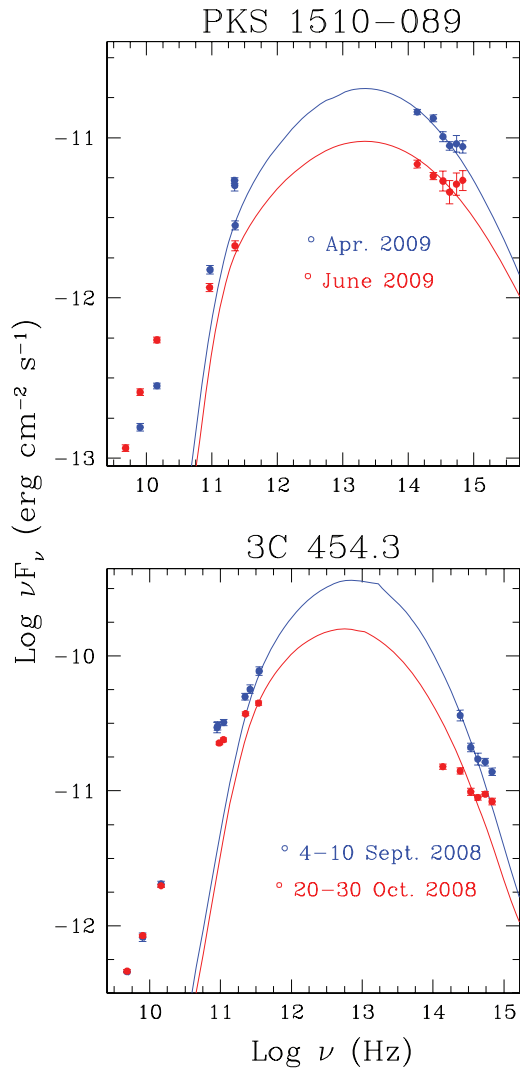 PKS 1510−089
−11
−12
−13
Apr. 2009
June 2009
10 11 12 13 14 15
Log νFν (erg cm−2 s−1)
3C 454.3
−10
−11
−12
4−10 Sept. 2008
20−30 Oct. 2008
10 11 12 13 14 15
Log ν (Hz)